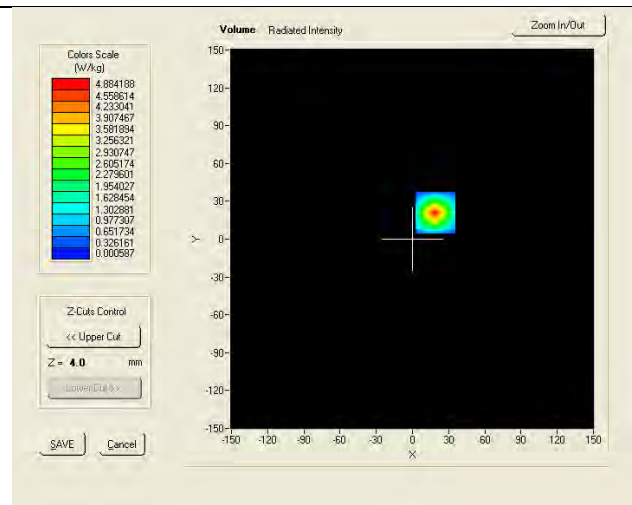 Volume Radiated Intensity
Zoom In/Out
Colors Scale
(W/kg)
4.884188
4.558614
4.233041
3.907467
3.581894
3.256321
2.930747
2.605174
2.279601
1.954027
1.628454
1.302881
0.977307
0.651734
0.326161
0.000587
Z-Cuts Control
<< Upper Cut
Z = 4.0 mm
Lower Cut >>
SAVE Cancel
150
120
90
60
30
0
-30
-60
-90
-120
-150
Y
-150 -120 -90 -60 -30 0 30 60 90 120 150
X